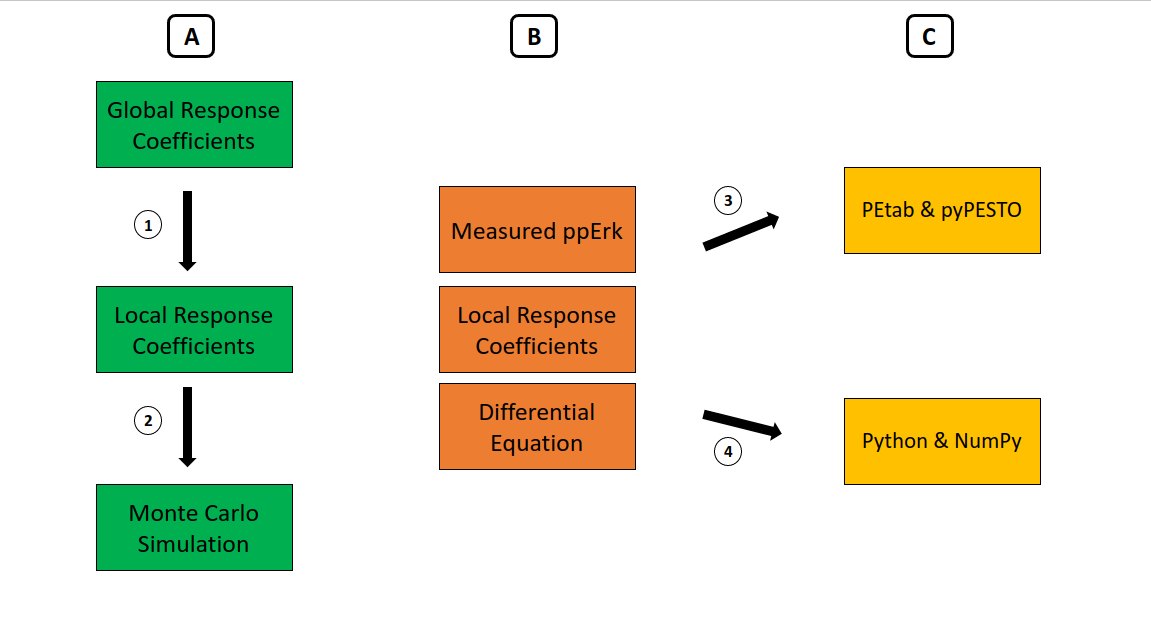 A
B
C
Global Response
Coefficients
1
Local Response
Coefficients
2
Monte Carlo
Simulation
Measured ppErk
Local Response
Coefficients
Differential
Equation
3
4
PEtab & pyPESTO
Python & NumPy